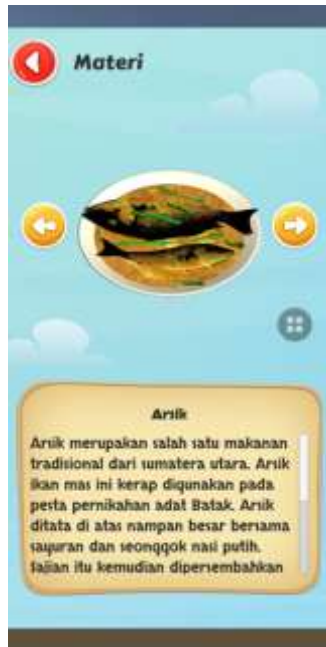 Materi
Arsik
Arsik merupakan salah satu makanan
tradisional dari sumatera utara. Arsik
ikan mas ini kerap digunakan pada
pesta pernikahan adat Batak. Arsik
ditata di atas nampan besar bersama
sayuran dan seonggok nasi putih.
Sajian itu kemudian dipersembahkan